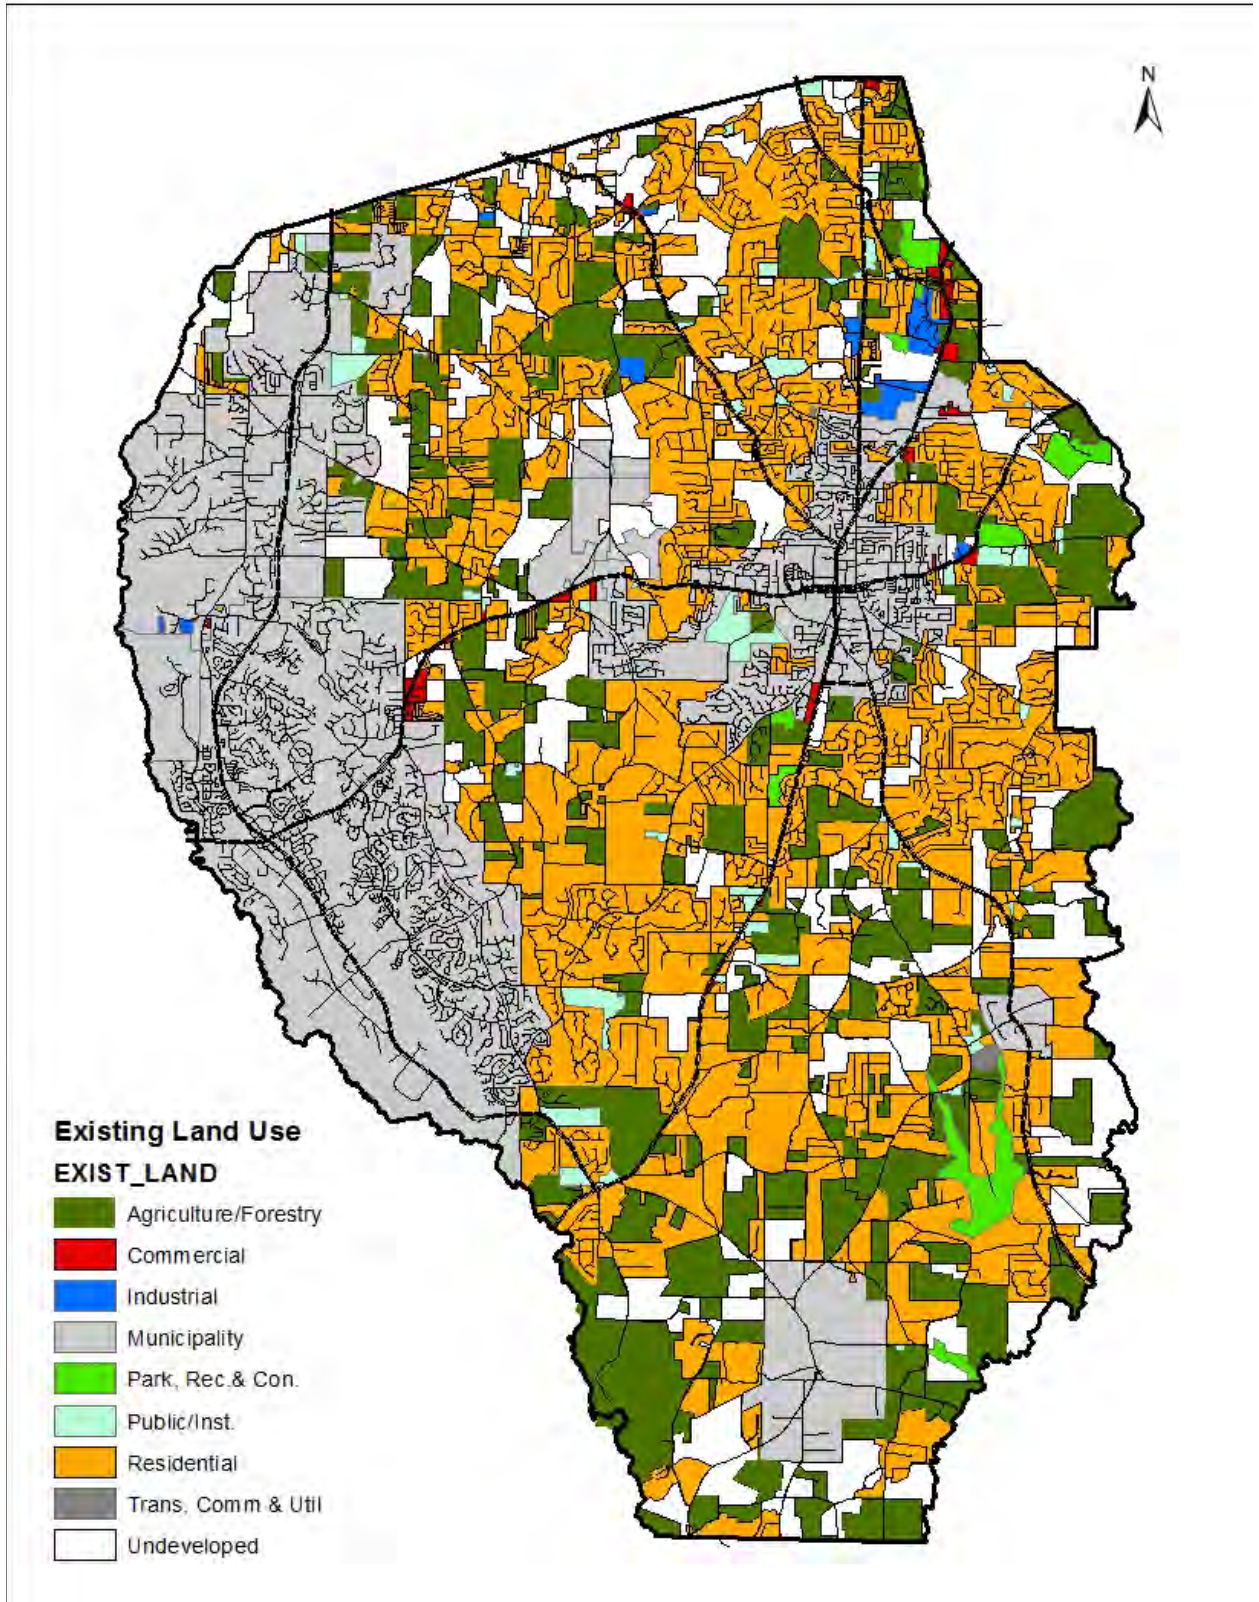 N
Existing Land Use
EXIST_LAND
Agriculture/Forestry
Commercial
Industrial
Municipality
Park, Rec.& Con.
Public/Inst.
Residential
Trans, Comm & Util
Undeveloped